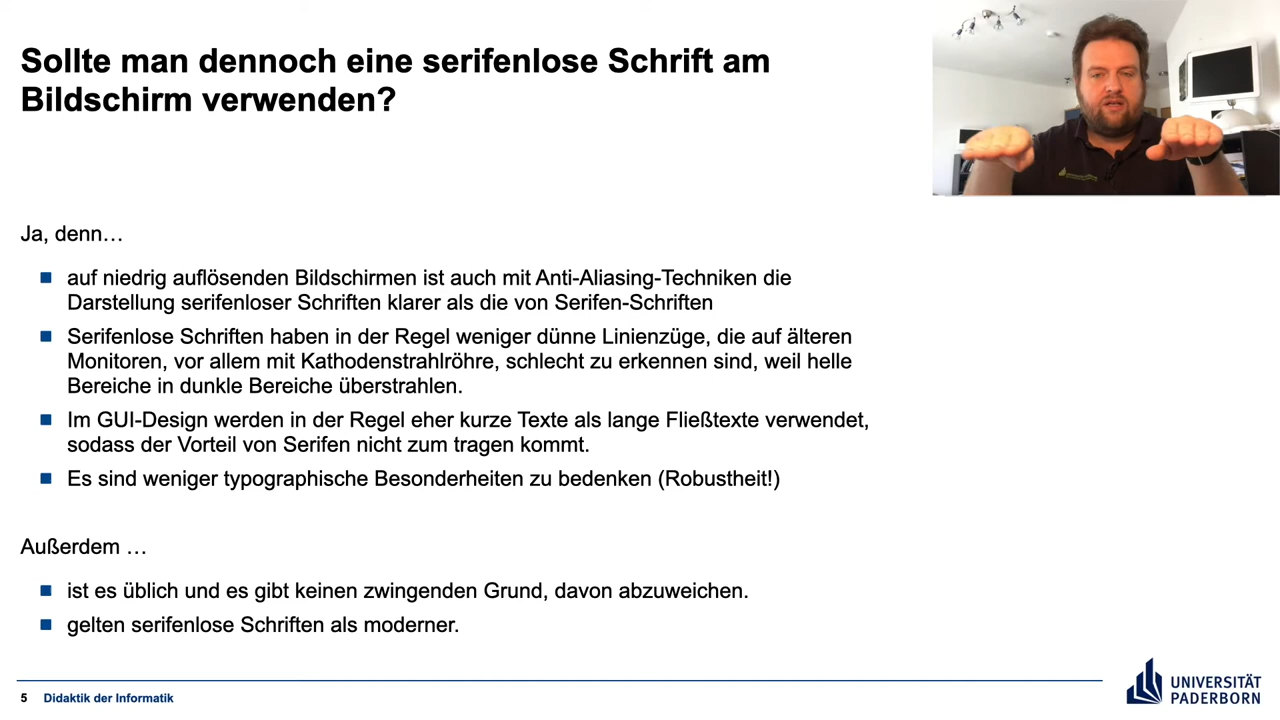 Sollte man dennoch eine serifenlose Schrift am
Bildschirm verwenden?
Ja, denn…
auf niedrig auflösenden Bildschirmen ist auch mit Anti-Aliasing-Techniken die
Darstellung serifenloser Schriften klarer als die von Serifen-Schriften
Serifenlose Schriften haben in der Regel weniger dünne Linienzüge, die auf älteren
Monitoren, vor allem mit Kathodenstrahlröhre, schlecht zu erkennen sind, weil helle
Bereiche in dunkle Bereiche überstrahlen.
Im GUI-Design werden in der Regel eher kurze Texte als lange Fließtexte verwendet,
sodass der Vorteil von Serifen nicht zum tragen kommt.
Es sind weniger typographische Besonderheiten zu bedenken (Robustheit!)
Außerdem …
ist es üblich und es gibt keinen zwingenden Grund, davon abzuweichen.
gelten serifenlose Schriften als moderner.
5 Didaktik der Informatik
UNIVERSITÄT
PADERBORN